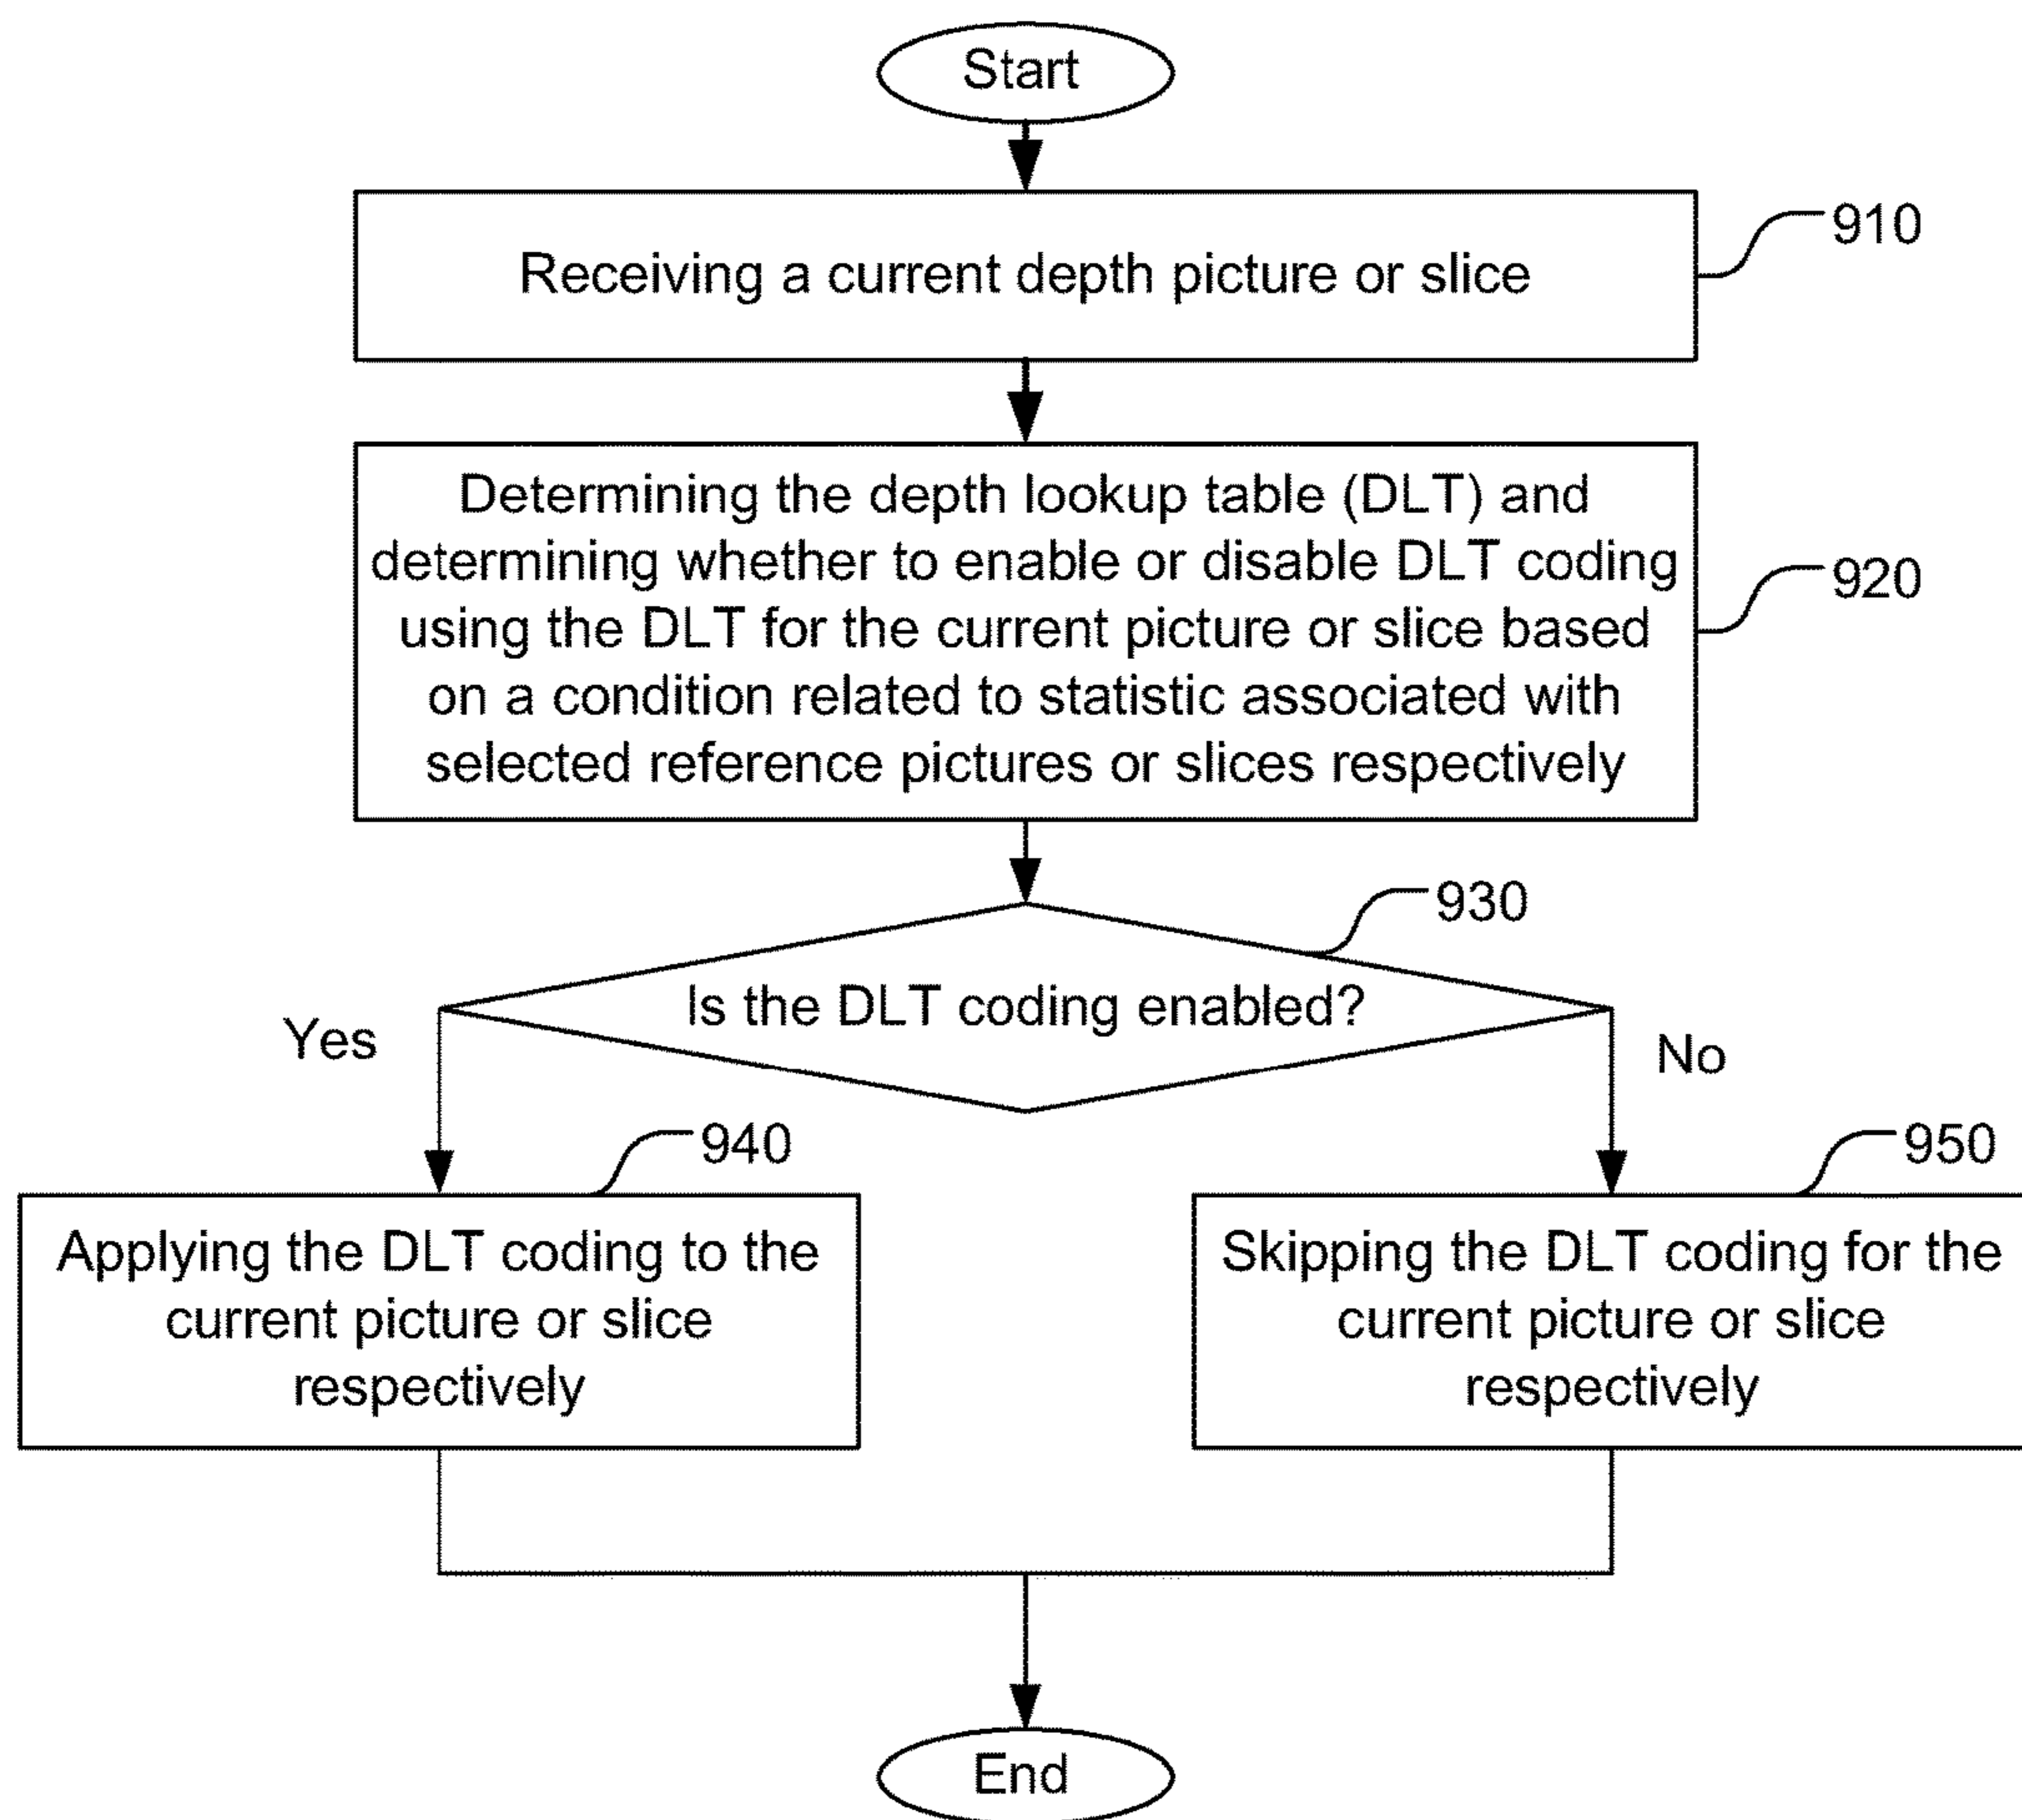 Start
Receiving a current depth picture or slice
910
Determining the depth lookup table (DLT) and
determining whether to enable or disable DLT coding
using the DLT for the current picture or slice based
on a condition related to statistic associated with
selected reference pictures or slices respectively
920
930
Is the DLT coding enabled?
Yes
No
940
Applying the DLT coding to the
current picture or slice
respectively
950
Skipping the DLT coding for the
current picture or slice
respectively
End